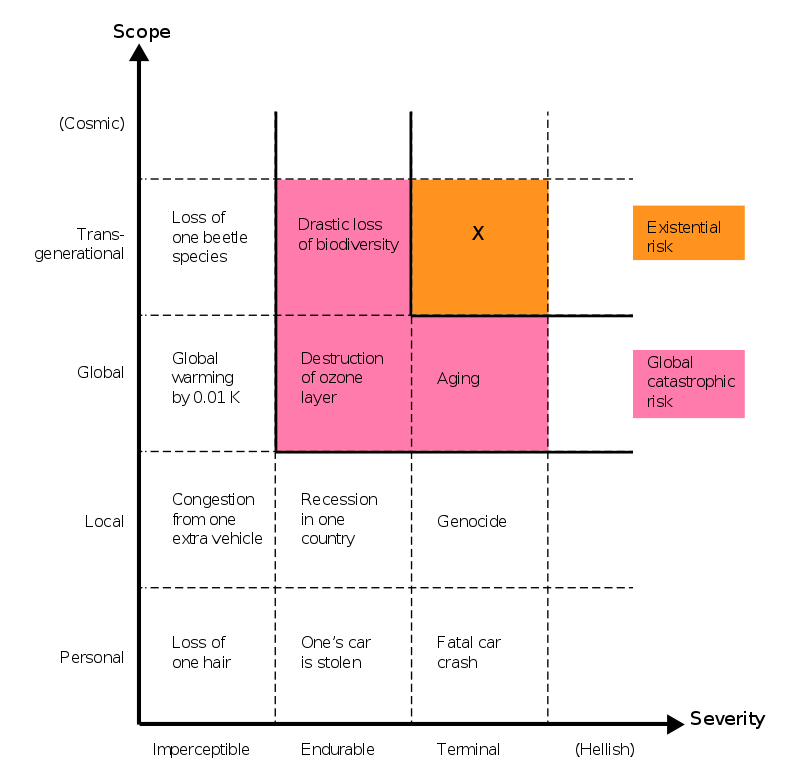 Scope
(Cosmic)
Trans-
generational
Loss of
one beetle
species
Drastic loss
of biodiversity
X
Existential
risk
Global
Global
warming
by 0.01 K
Destruction
of ozone
layer
Aging
Global
catastrophic
risk
Local
Congestion
from one
extra vehicle
Recession
in one
country
Genocide
Personal
Loss of
one hair
One’s car
is stolen
Fatal car
crash
Severity
Imperceptible
Endurable
Terminal
(Hellish)